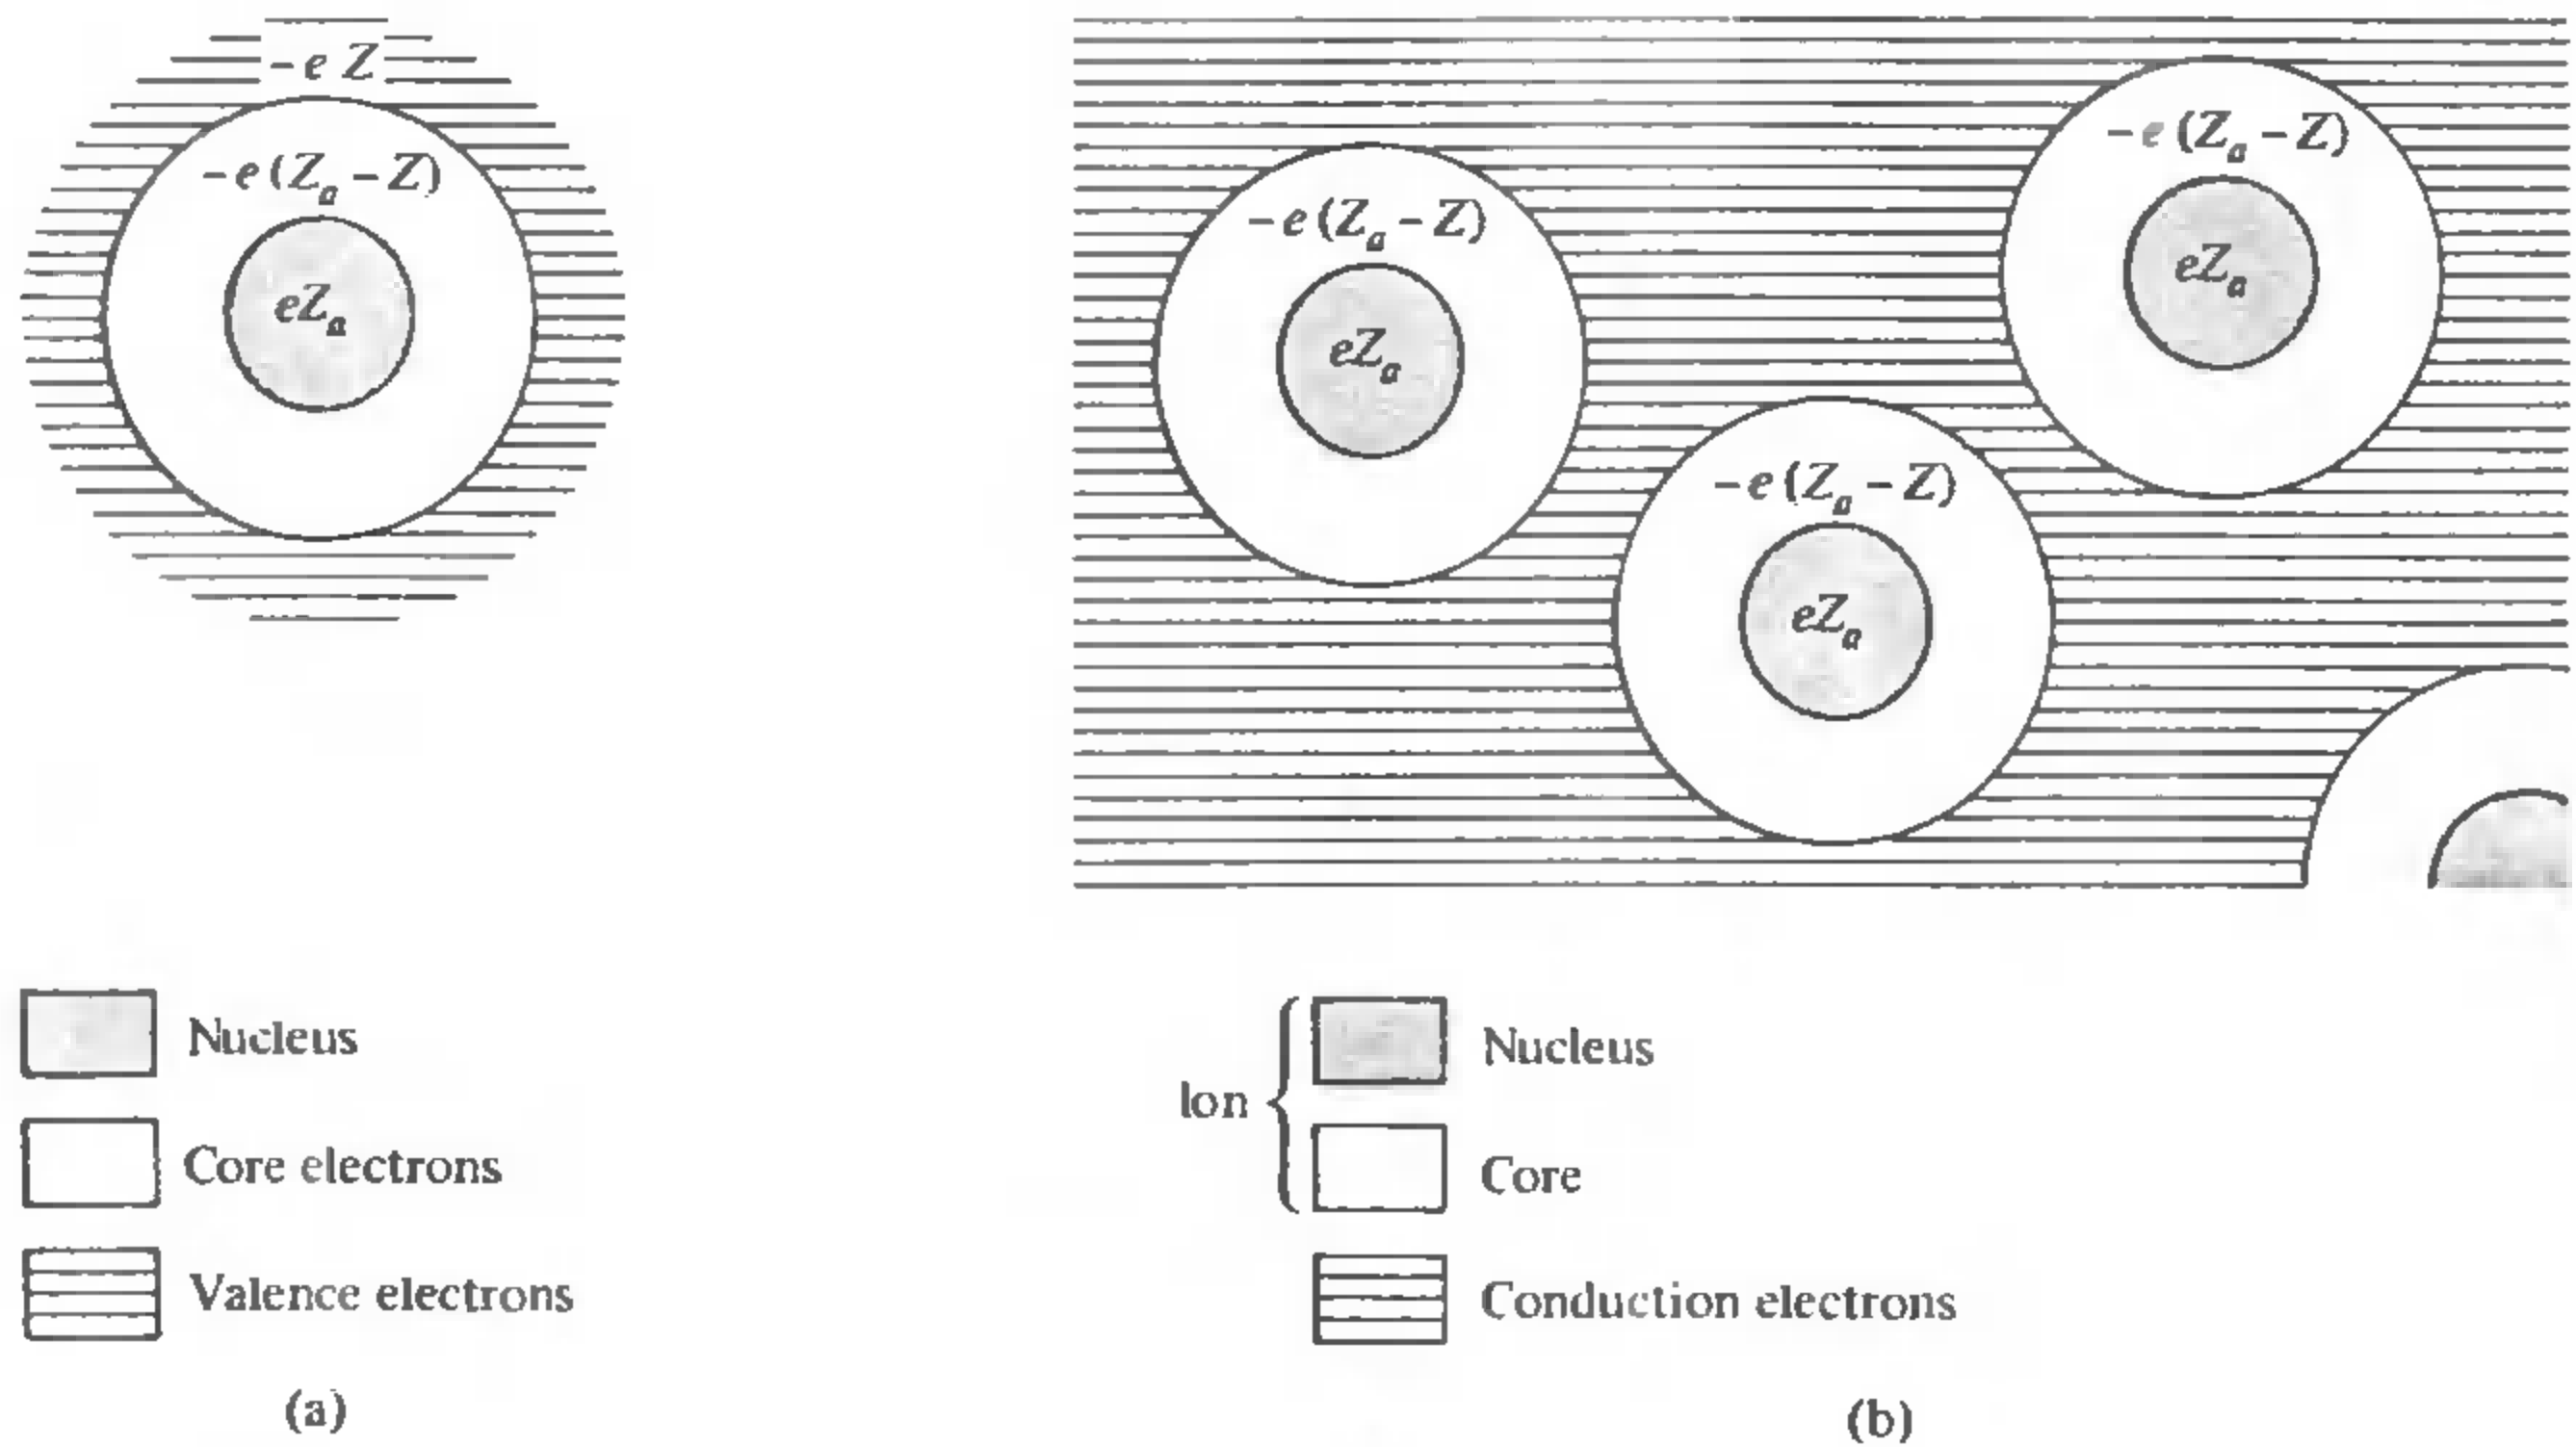 -e Z
-e (Zₐ - Z)
eZₐ
-e (Zₐ - Z)
eZₐ
-e (Zₐ - Z)
eZₐ
-e (Zₐ - Z)
eZₐ
Nucleus
Core electrons
Valence electrons
(a)
Ion
Nucleus
Core
Conduction electrons
(b)